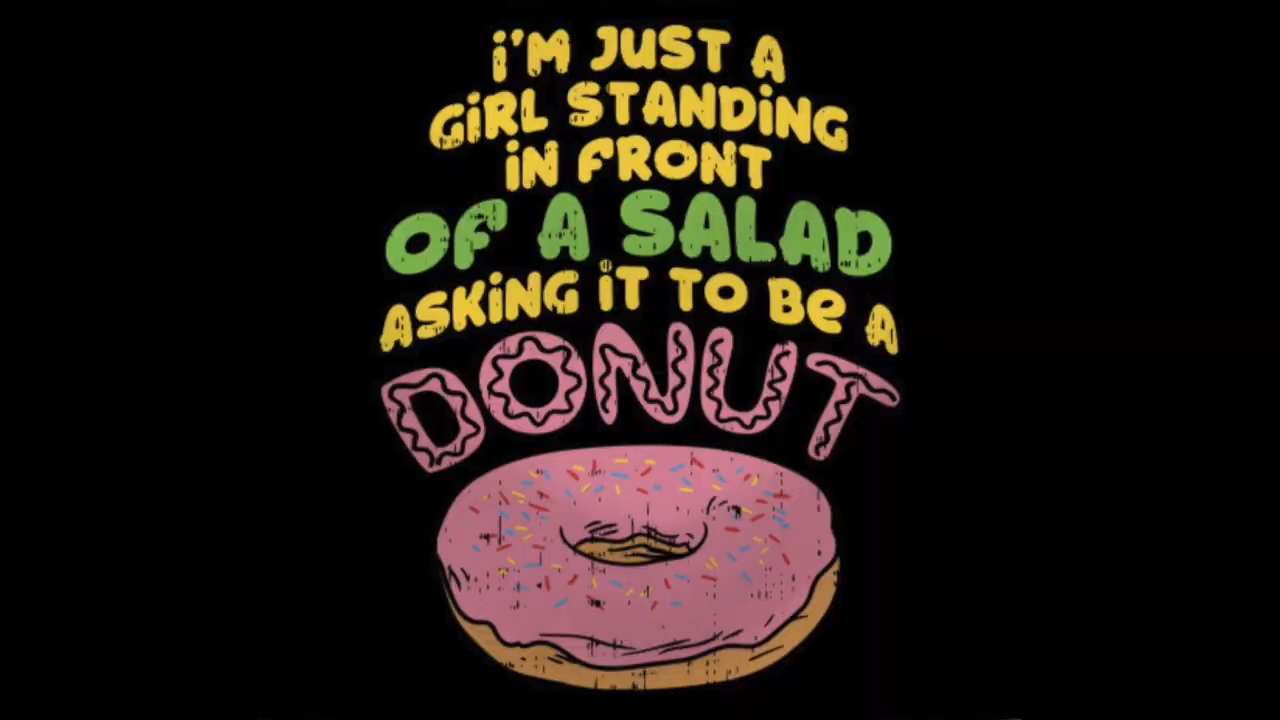 i'M JUST A
GiRL STANDiNG
iN FRONT
OF A SALAD
ASKiNG iT TO Be A
DONUT